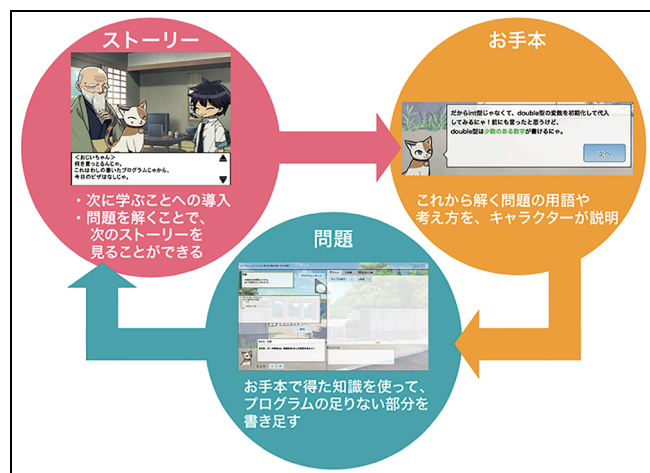 ストーリー
＜おじいちゃん＞
何を言っとるんじゃ。
これはわしの書いたプログラムじゃから、
今日のピザはなしじゃ。
・次に学ぶことへの導入
・問題を解くことで、
次のストーリーを
見ることができる
お手本
だからint型じゃなくて、double型の変数を初期化して代入
してみるにゃ！前にも言ったと思うけど、
double型は少数のある数学が書けるにゃ。
次へ
これから解く問題の用語や
考え方を、キャラクターが説明
問題
お手本で得た知識を使って、
プログラムの足りない部分を
書き足す